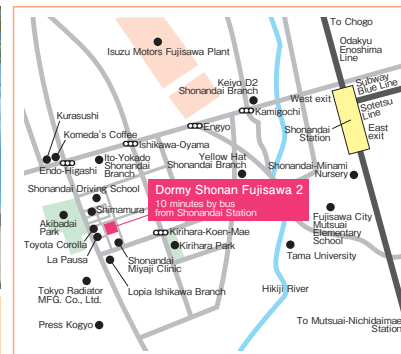 To Chogo
Odakyu
Enoshima
Line
Isuzu Motors Fujisawa Plant
Subway
Blue Line
Keiyo D2
Shonandai Branch
West exit
Sotetsu
Line
Kamigochi
Kurasushi
Engyo
Shonandai
Station
East
exit
Komeda's Coffee
Ishikawa-Oyama
Ito-Yokado
Shonandai
Branch
Yellow Hat
Shonandai Branch
Shonandai-Minami
Nursery
Endo-Higashi
Shonandai Driving School
Dormy Shonan Fujisawa 2
10 minutes by bus
from Shonandai Station
Shimamura
Akibadai
Park
Fujisawa City
Mutsuai
Elementary
School
Kirihara-Koen-Mae
Toyota Corolla
Kirihara Park
La Pausa
Shonandai
Miyaji Clinic
Tama University
Lopia Ishikawa Branch
Tokyo Radiator
MFG. Co., Ltd.
Hikiji River
Press Kogyo
To Mutsuai-Nichidaimae
Station